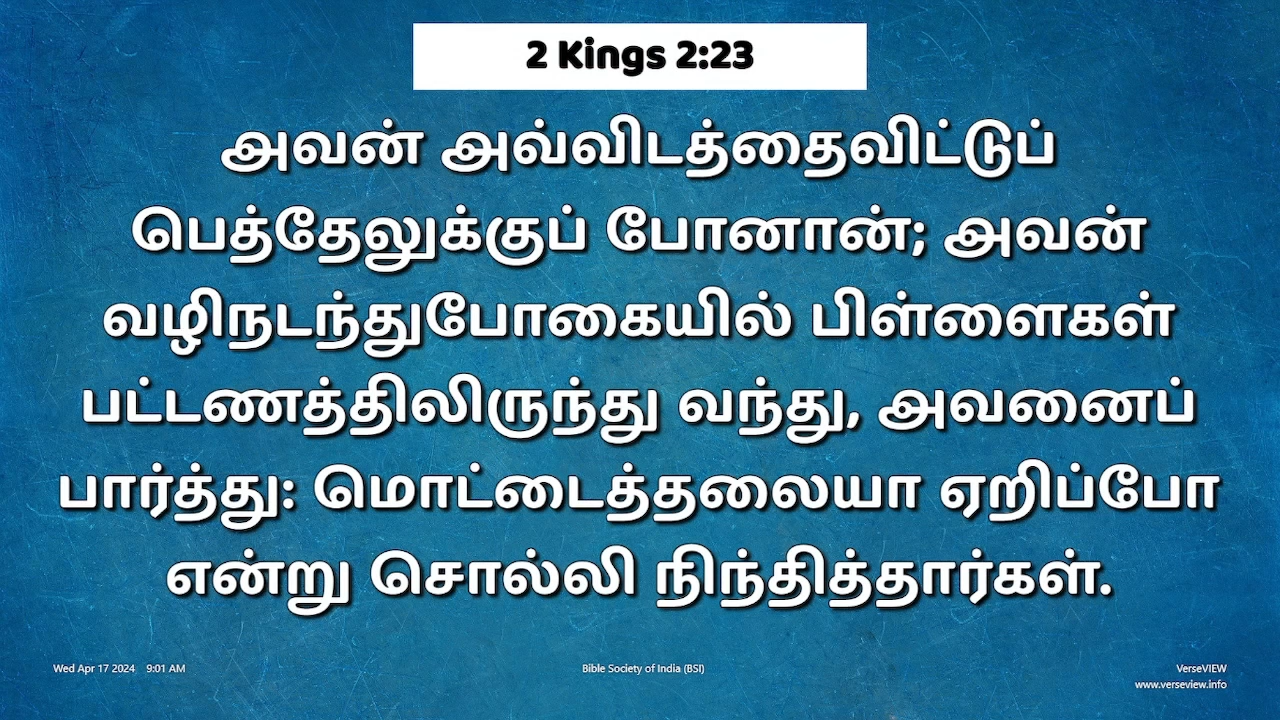 2 Kings 2:23
அவன் அவ்விடத்தைவிட்டுப்
பெத்தேலுக்குப் போனான்; அவன்
வழிநடந்துபோகையில் பிள்ளைகள்
பட்டணத்திலிருந்து வந்து, அவனைப்
பார்த்து: மொட்டைத்தலையா ஏறிப்போ
என்று சொல்லி நிந்தித்தார்கள்.
Wed Apr 17 2024 9:01 AM
Bible Society of India (BSI)
VerseVIEW
www.verseview.info